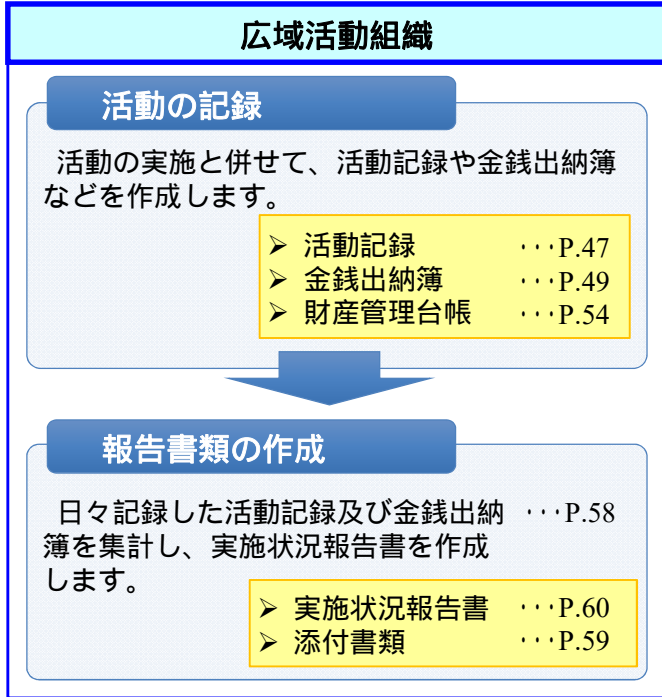 広域活動組織
活動の記録
活動の実施と併せて、活動記録や金銭出納簿
などを作成します。
➢ 活動記録 ･･･P.47
➢ 金銭出納簿 ･･･P.49
➢ 財産管理台帳 ･･･P.54
報告書類の作成
日々記録した活動記録及び金銭出納 ･･･P.58
簿を集計し、実施状況報告書を作成
します。
➢ 実施状況報告書 ･･･P.60
➢ 添付書類 ･･･P.59